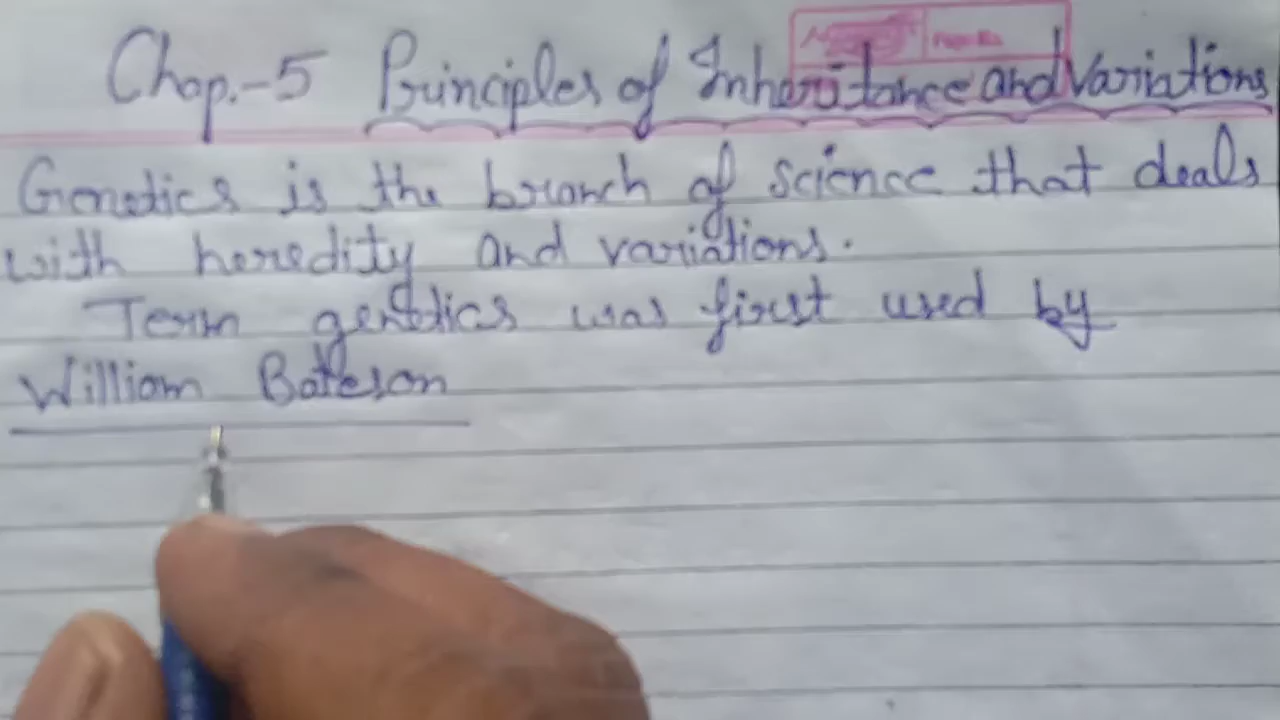 Chap.-5 Principles of Inheritance and Variations
Genetics is the branch of science that deals
with heredity and variations.
Term genetics was first used by
William Bateson